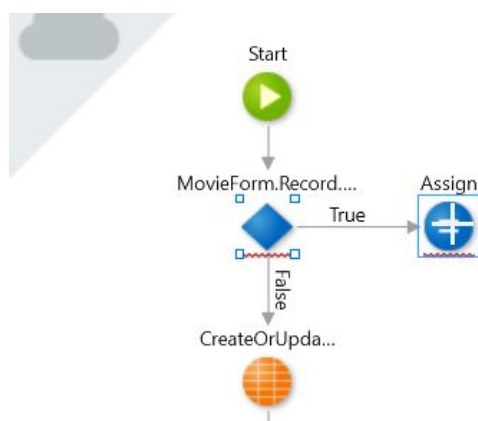 Start
MovieForm.Record....
Assign
True
False
CreateOrUpda...